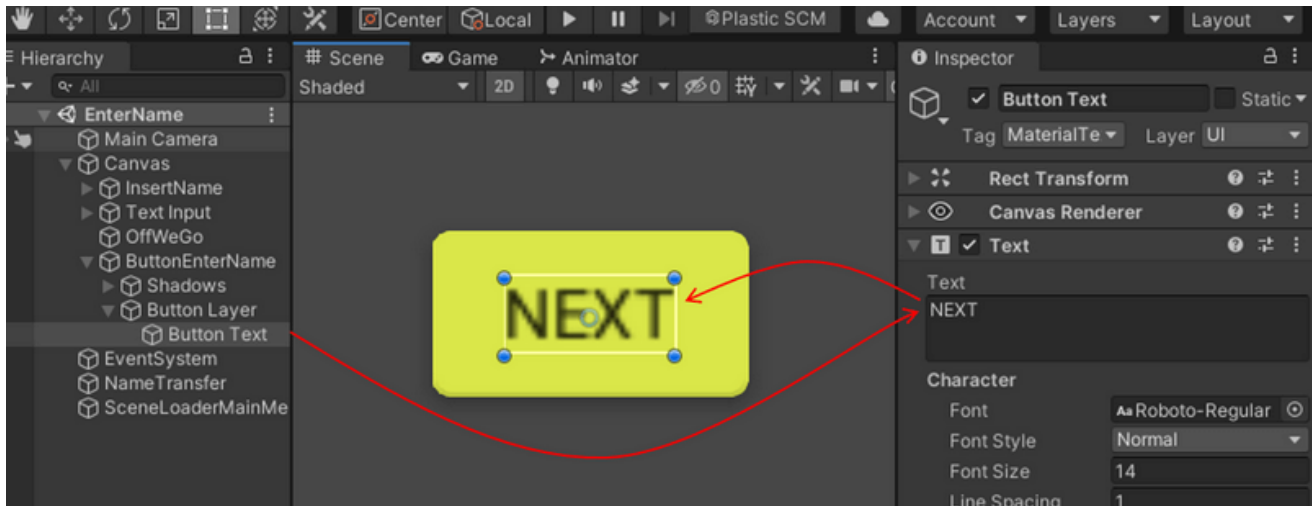 Center Local Plastic SCM Account Layers Layout
Hierarchy
All
EnterName
Main Camera
Canvas
InsertName
Text Input
OffWeGo
ButtonEnterName
Shadows
Button Layer
Button Text
EventSystem
NameTransfer
SceneLoaderMainMe
# Scene Game Animator
Shaded 2D 0
NEXT
Inspector
Button Text Static
Tag MaterialTe Layer UI
Rect Transform
Canvas Renderer
T Text
Text
NEXT
Character
Font Aa Roboto-Regular
Font Style Normal
Font Size 14
Line Spacing 1